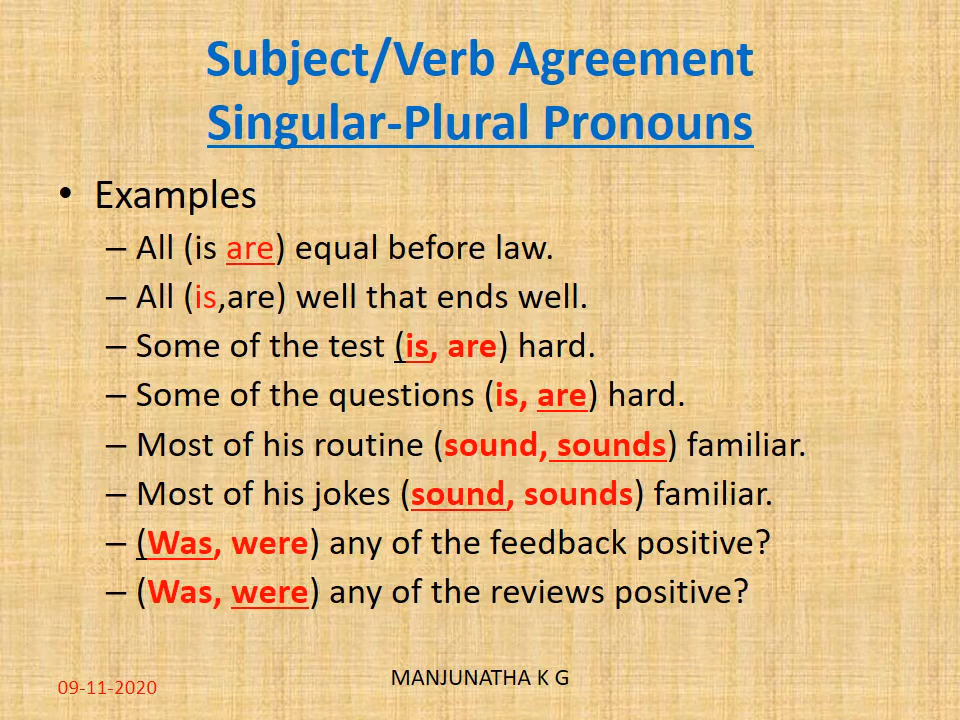 Subject/Verb Agreement
Singular-Plural Pronouns
• Examples
– All (is are) equal before law.
– All (is,are) well that ends well.
– Some of the test (is, are) hard.
– Some of the questions (is, are) hard.
– Most of his routine (sound, sounds) familiar.
– Most of his jokes (sound, sounds) familiar.
– (Was, were) any of the feedback positive?
– (Was, were) any of the reviews positive?
09-11-2020
MANJUNATHA K G